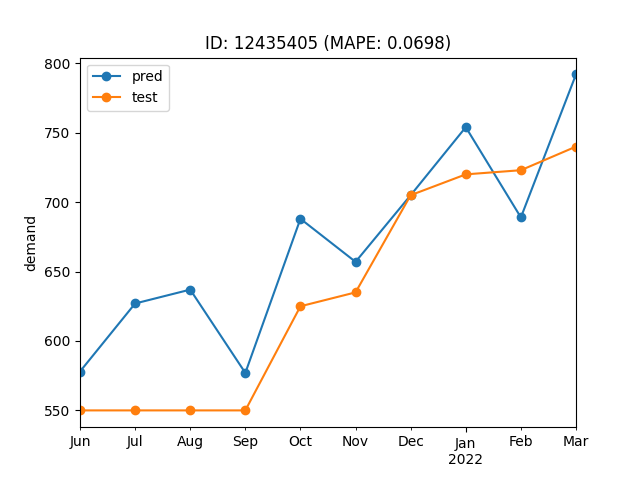 ID: 12435405 (MAPE: 0.0698)
pred
test
demand
800
750
700
650
600
550
Jun Jul Aug Sep Oct Nov Dec Jan Feb Mar
2022